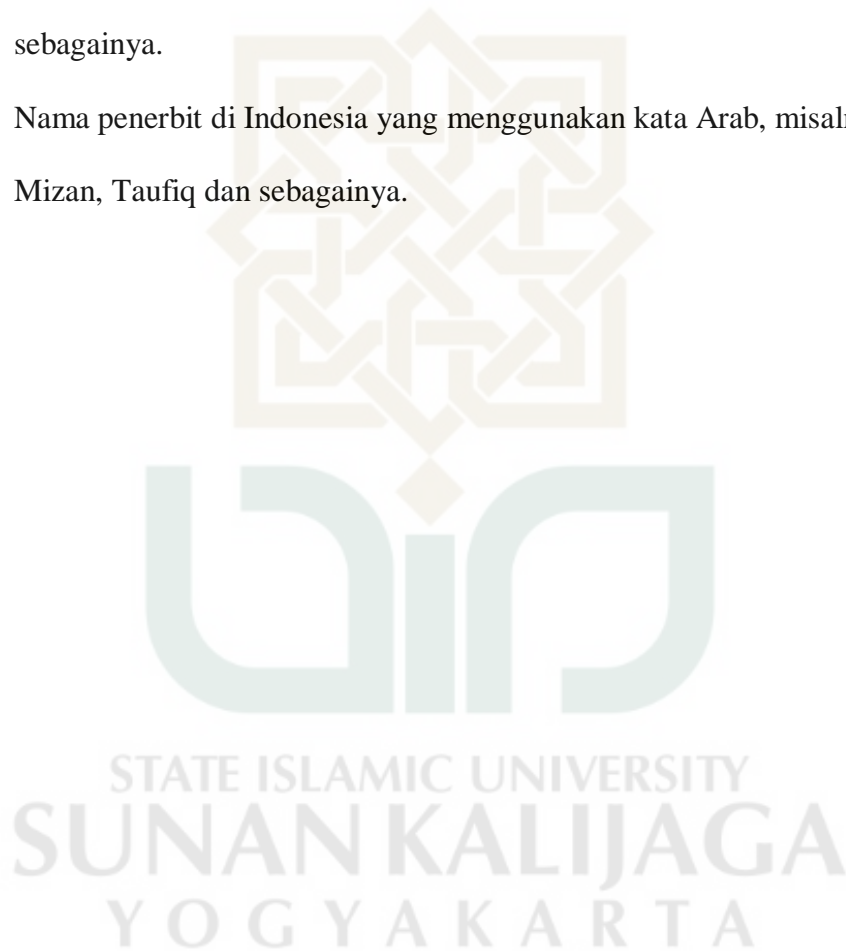 sebagainya.
Nama penerbit di Indonesia yang menggunakan kata Arab,
Mizan, Taufiq dan sebagainya.
STATE ISLAMIC UNIVERSITY
SUNAN KALIJAGA
YOGYAKARTA